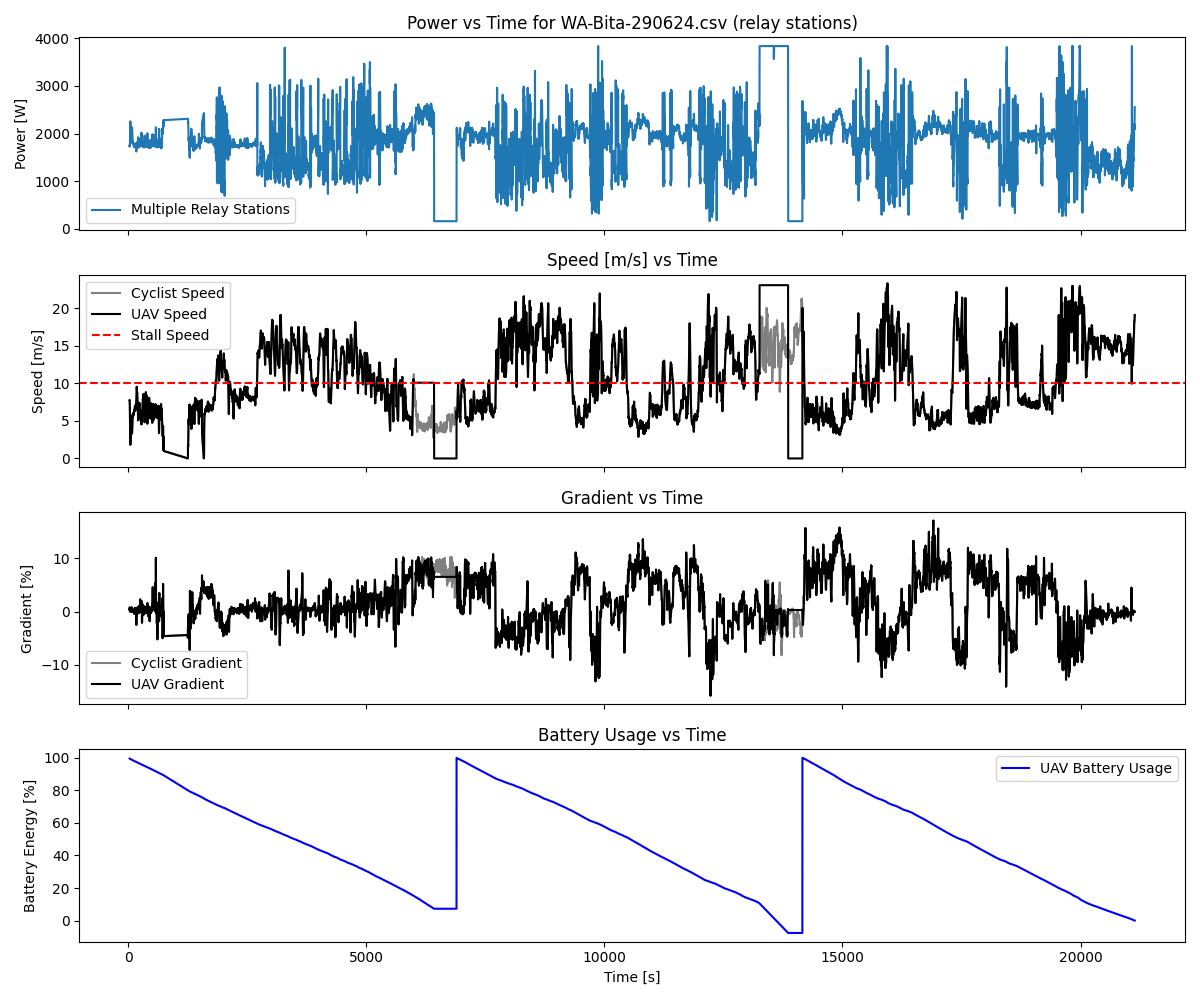 Power vs Time for WA-Bita-290624.csv (relay stations)
4000
3000
2000
1000
0
Power [W]
Multiple Relay Stations
Speed [m/s] vs Time
20
15
10
5
0
Speed [m/s]
Cyclist Speed
UAV Speed
Stall Speed
Gradient vs Time
10
0
−10
Gradient [%]
Cyclist Gradient
UAV Gradient
Battery Usage vs Time
100
80
60
40
20
0
Battery Energy [%]
UAV Battery Usage
0 5000 10000 15000 20000
Time [s]